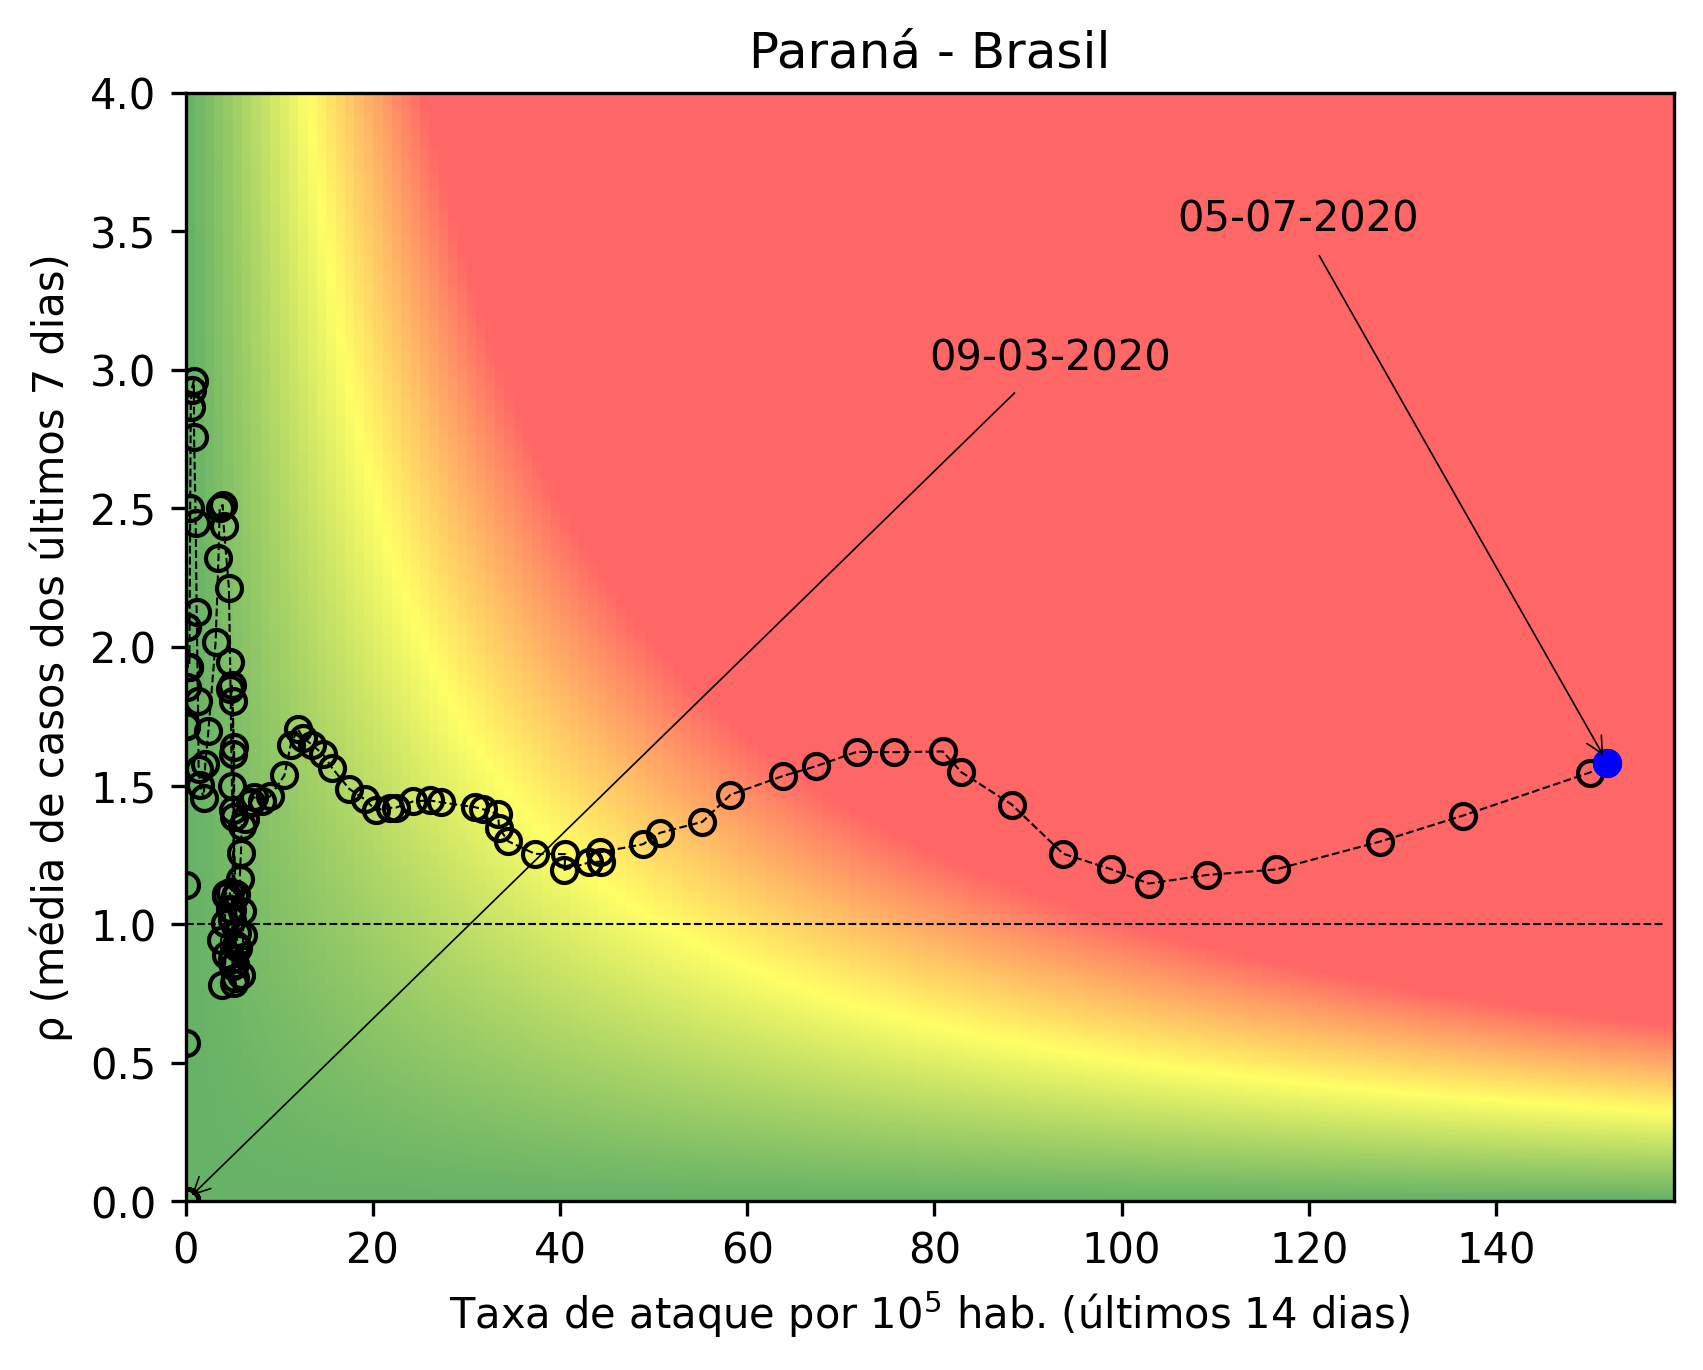 Paraná - Brasil
4.0
3.5
3.0
2.5
2.0
1.5
1.0
0.5
0.0
ρ (média de casos dos últimos 7 dias)
05-07-2020
09-03-2020
0 20 40 60 80 100 120 140
Taxa de ataque por 10⁵ hab. (últimos 14 dias)